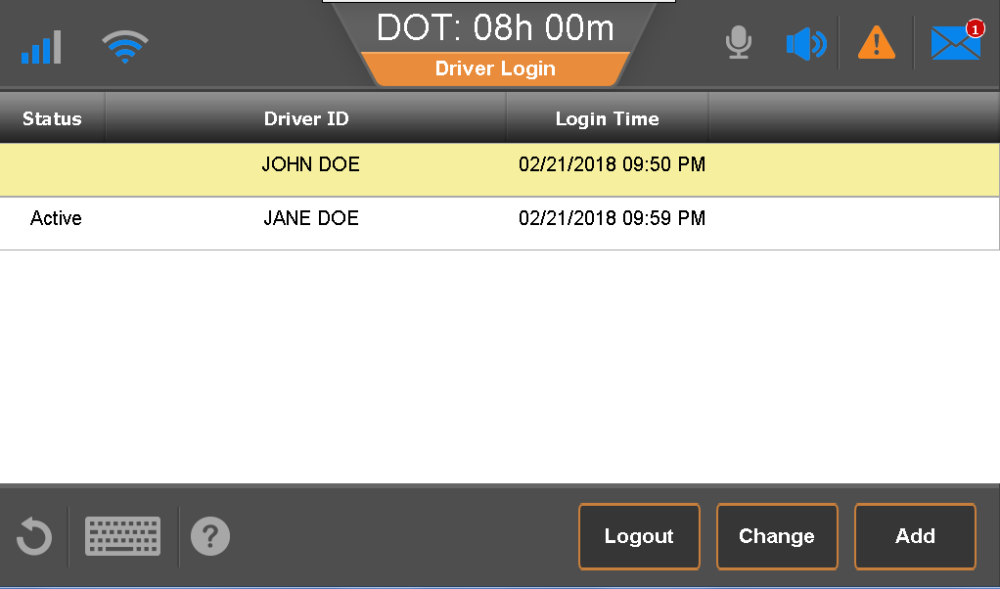 DOT: 08h 00m
1
Driver Login
Status Driver ID Login Time
JOHN DOE 02/21/2018 09:50 PM
Active JANE DOE 02/21/2018 09:59 PM
? Logout Change Add